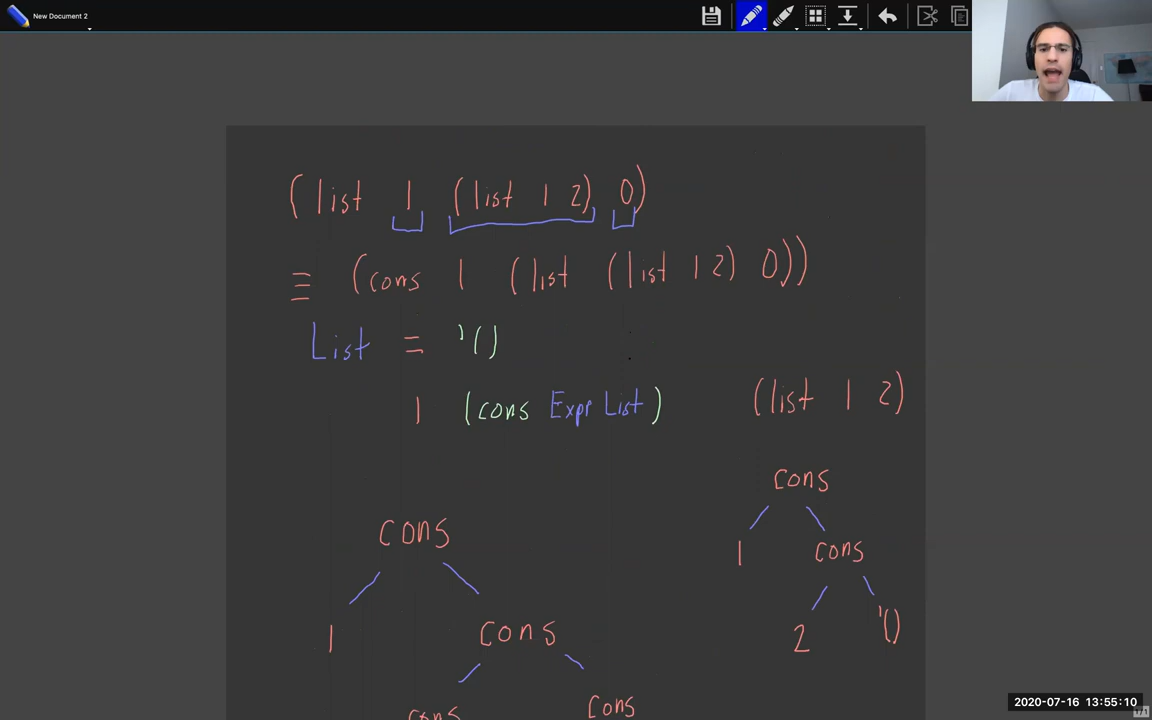 New Document 2
(list 1 (list 1 2) 0)
≡ (cons 1 (list (list 1 2) 0))
List = '()
| (cons Expr List)
(list 1 2)
cons
1 cons
2 '()
cons
1 cons
cons cons
2020-07-16 13:55:10